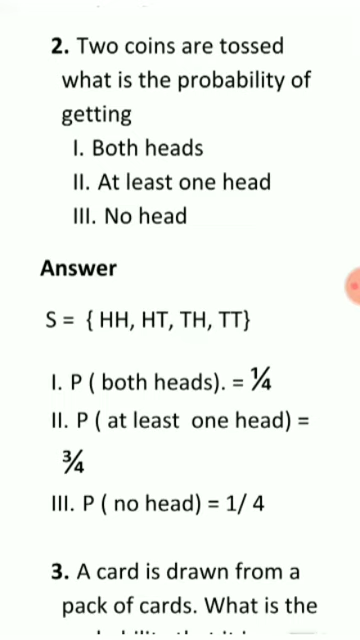 2. Two coins are tossed
what is the probability of
getting
I. Both heads
II. At least one head
III. No head
Answer
S = { HH, HT, TH, TT}
I. P ( both heads). = ¼
II. P ( at least one head) =
¾
III. P ( no head) = 1/ 4
3. A card is drawn from a
pack of cards. What is the